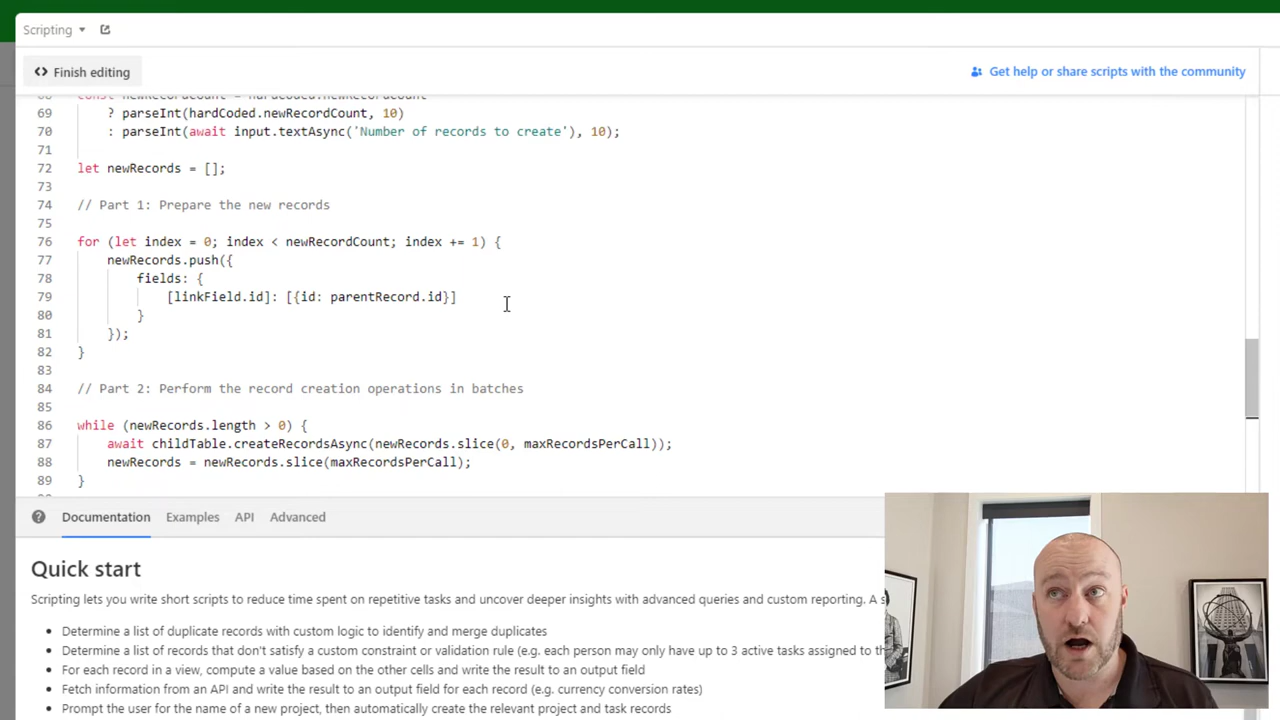 Scripting
Finish editing
Get help or share scripts with the community
69 ? parseInt(hardCoded.newRecordCount, 10)
70 : parseInt(await input.textAsync('Number of records to create'), 10);
71
72 let newRecords = [];
73
74 // Part 1: Prepare the new records
75
76 for (let index = 0; index < newRecordCount; index += 1) {
77 newRecords.push({
78 fields: {
79 [linkField.id]: [{id: parentRecord.id}]
80 }
81 });
82 }
83
84 // Part 2: Perform the record creation operations in batches
85
86 while (newRecords.length > 0) {
87 await childTable.createRecordsAsync(newRecords.slice(0, maxRecordsPerCall));
88 newRecords = newRecords.slice(maxRecordsPerCall);
89 }
Documentation Examples API Advanced
Quick start
Scripting lets you write short scripts to reduce time spent on repetitive tasks and uncover deeper insights with advanced queries and custom reporting. A s
• Determine a list of duplicate records with custom logic to identify and merge duplicates
• Determine a list of records that don't satisfy a custom constraint or validation rule (e.g. each person may only have up to 3 active tasks assigned to th
• For each record in a view, compute a value based on the other cells and write the result to an output field
• Fetch information from an API and write the result to an output field for each record (e.g. currency conversion rates)
• Prompt the user for the name of a new project, then automatically create the relevant project and task records